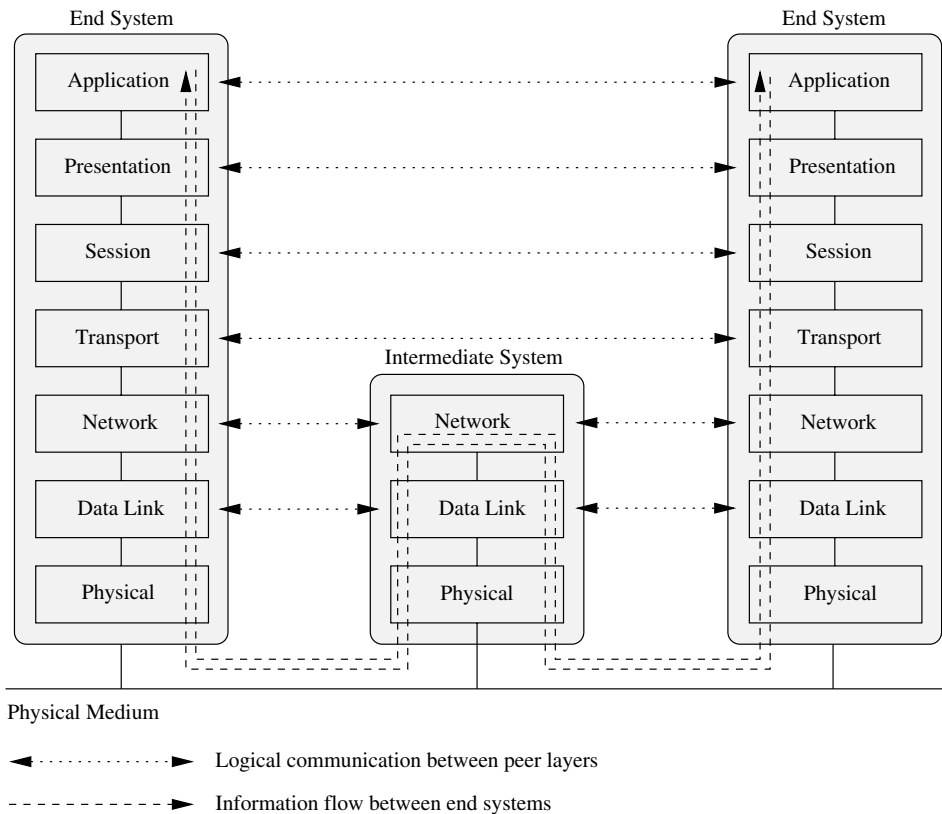 End System
End System
Application
Application
Presentation
Presentation
Session
Session
Transport
Transport
Intermediate System
Network
Network
Network
Data Link
Data Link
Data Link
Physical
Physical
Physical
Physical Medium
Logical communication between peer layers
Information flow between end systems